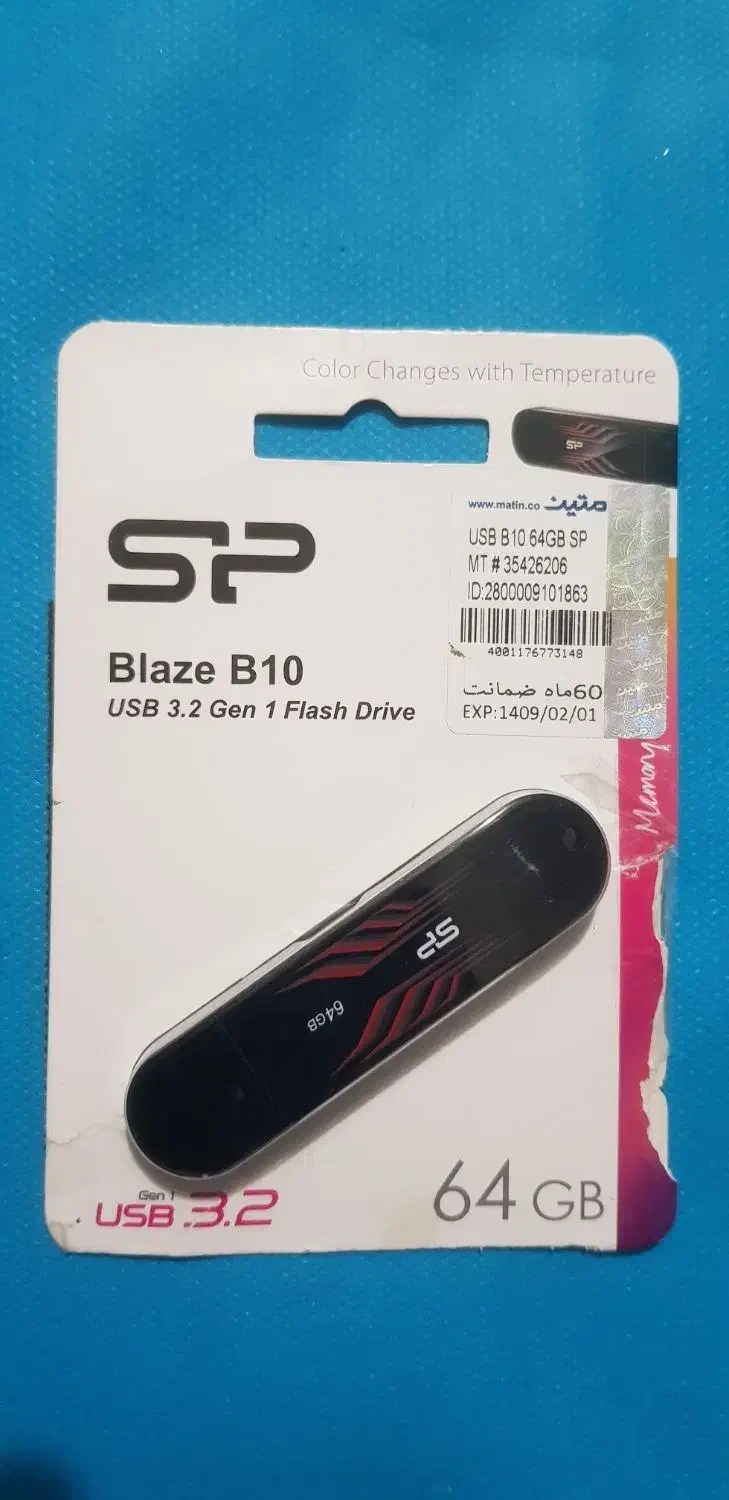 Color Changes with Temperature
SP
SP
www.matin.co متین
USB B10 64GB SP
MT # 35426206
ID:2800009101863
4001176773148
60ماه ضمانت
EXP:1409/02/01
Blaze B10
USB 3.2 Gen 1 Flash Drive
Memory
SP
64GB
Gen 1
USB 3.2
64 GB